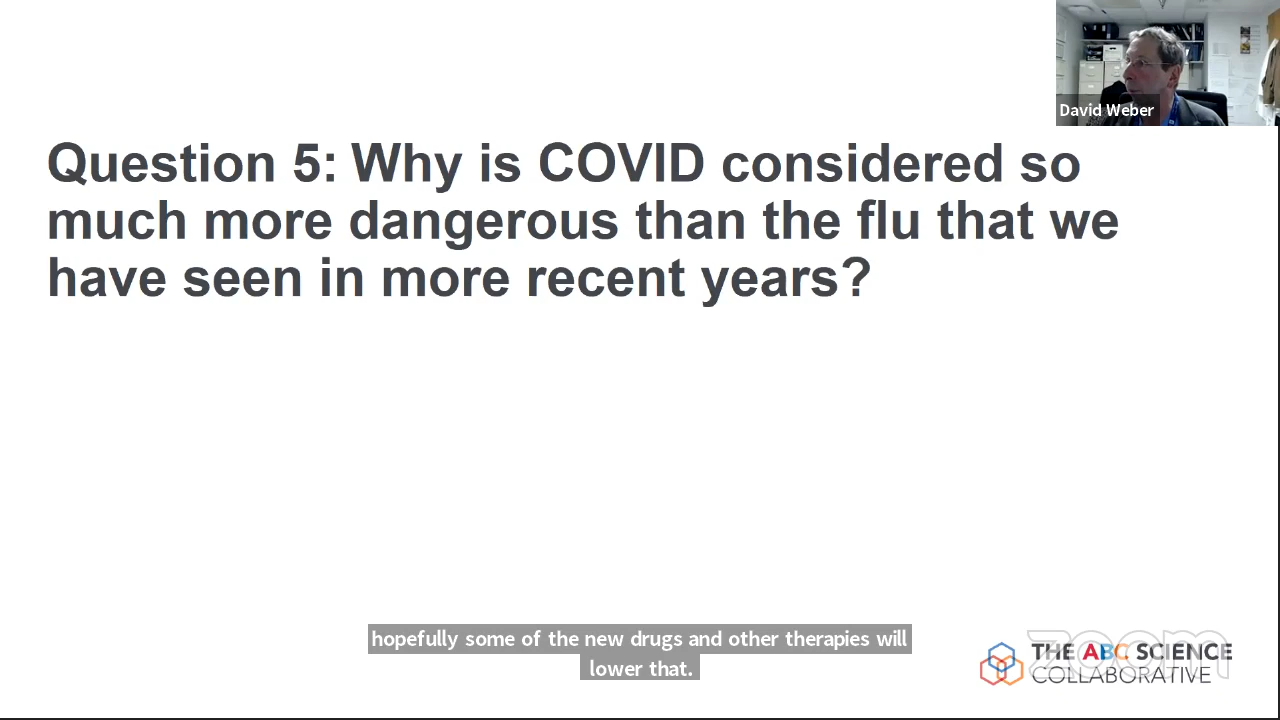 David Weber
Question 5: Why is COVID considered so
much more dangerous than the flu that we
have seen in more recent years?
hopefully some of the new drugs and other therapies will
lower that.
zoom
THE ABC SCIENCE
COLLABORATIVE